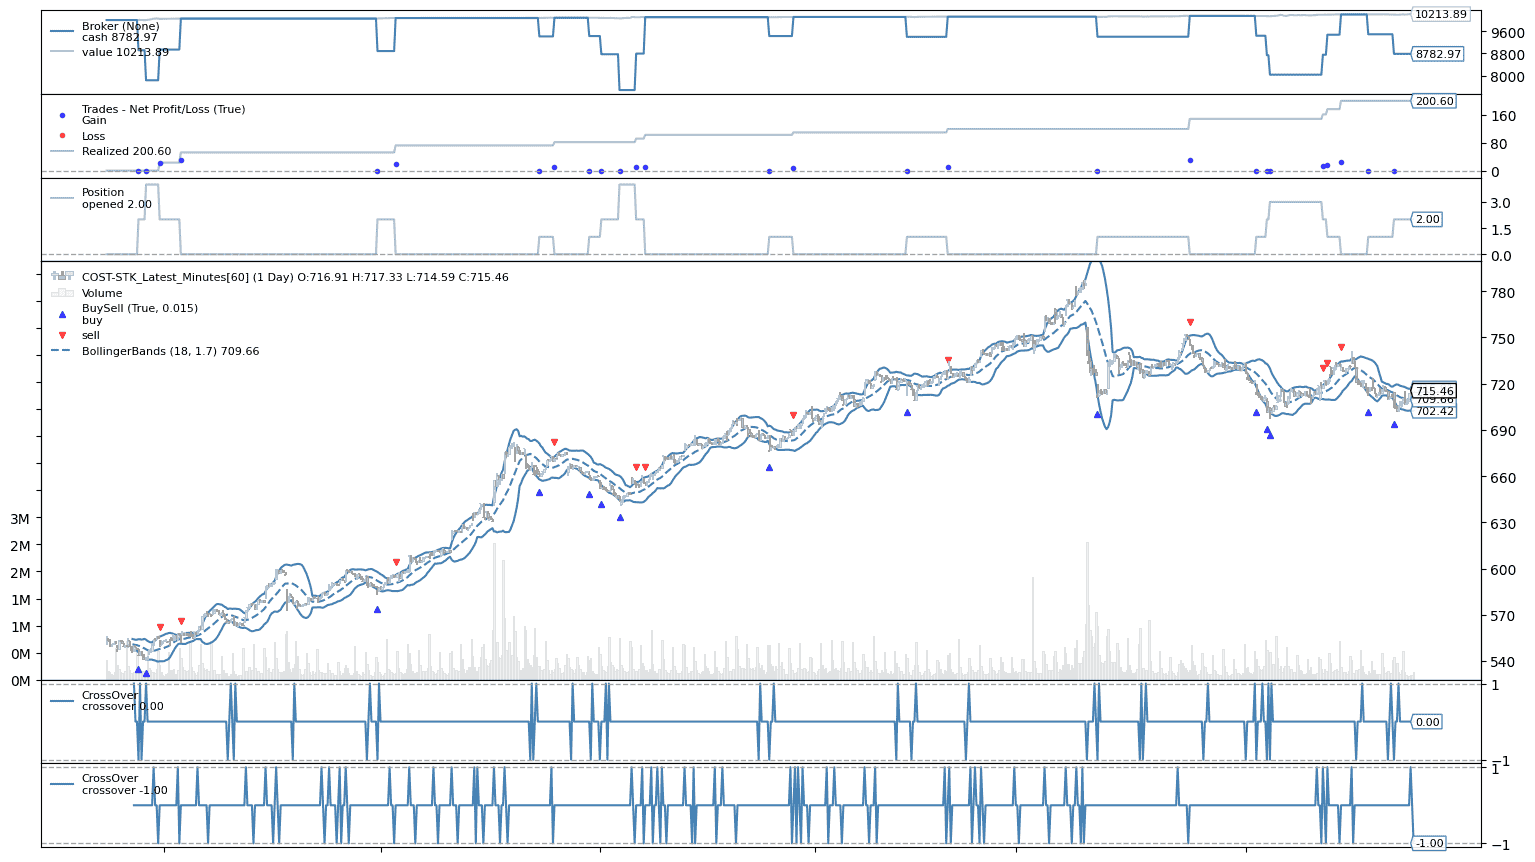 Broker (None)
cash 8782.97
value 10213.89
10213.89
9600
8800
8782.97
8000
Trades - Net Profit/Loss (True)
Gain
Loss
Realized 200.60
200.60
160
80
0
Position
opened 2.00
3.0
2.00
1.5
0.0
COST-STK_Latest_Minutes[60] (1 Day) O:716.91 H:717.33 L:714.59 C:715.46
Volume
BuySell (True, 0.015)
buy
sell
BollingerBands (18, 1.7) 709.66
780
750
720
715.46
709.66
702.42
690
660
630
600
570
540
3M
2M
2M
1M
1M
0M
0M
CrossOver
crossover 0.00
1
0.00
−1
CrossOver
crossover -1.00
1
-1.00
−1